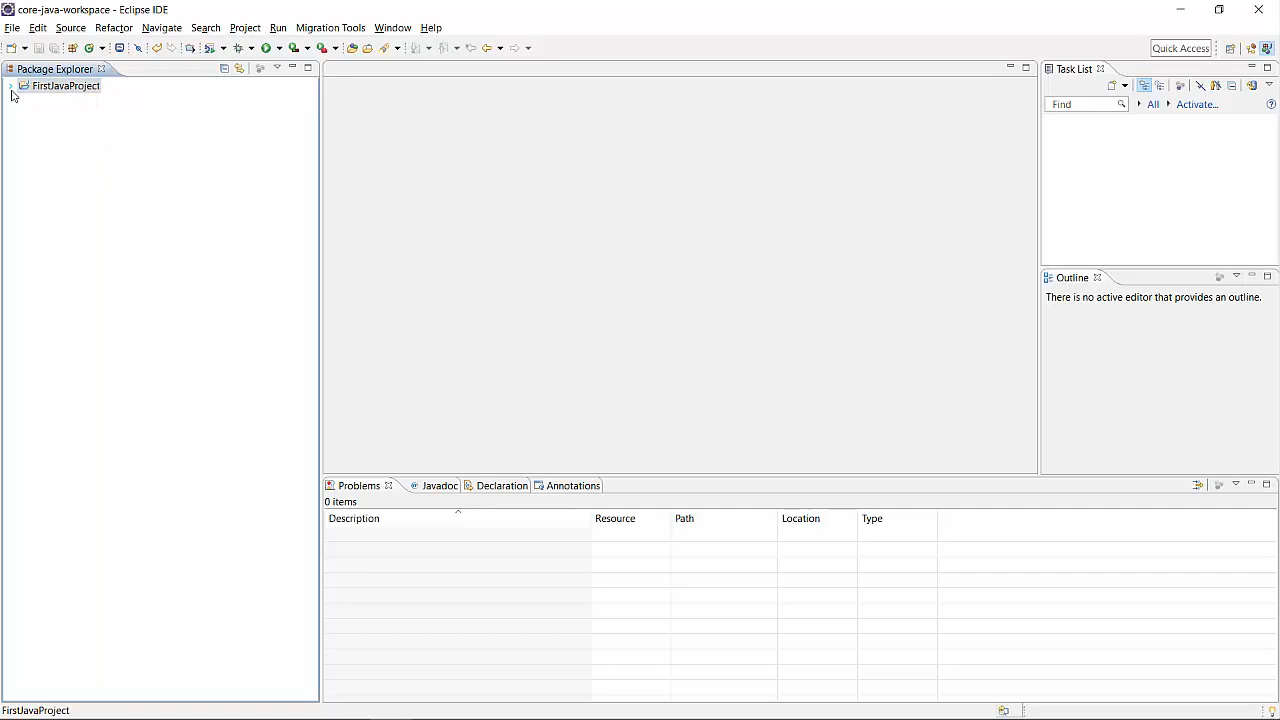 core-java-workspace - Eclipse IDE
File Edit Source Refactor Navigate Search Project Run Migration Tools Window Help
Quick Access
Package Explorer
FirstJavaProject
Task List
Find All Activate...
Outline
There is no active editor that provides an outline.
Problems @ Javadoc Declaration Annotations
0 items
Description Resource Path Location Type
FirstJavaProject